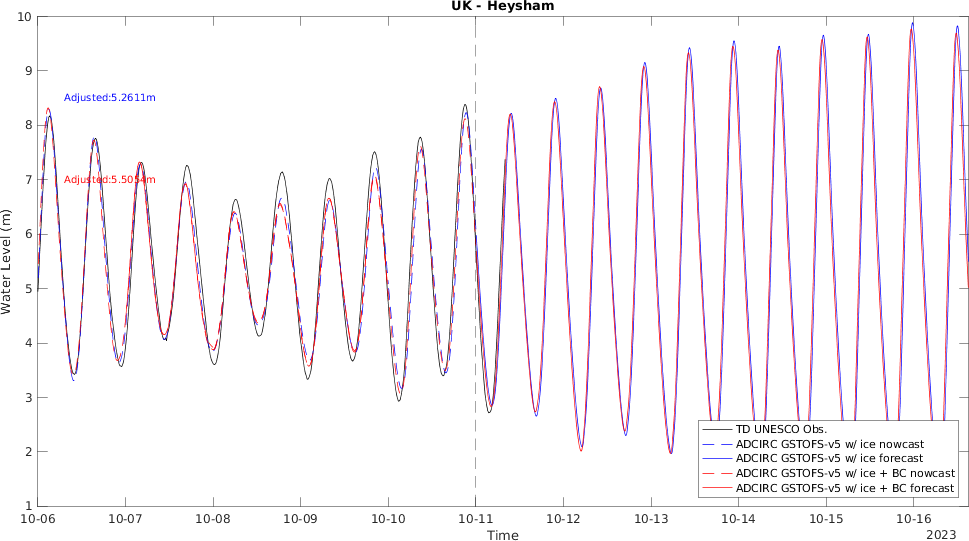 UK - Heysham
10
9
8
7
6
5
4
3
2
1
Water Level (m)
Adjusted:5.2611m
Adjusted:5.5054m
TD UNESCO Obs.
ADCIRC GSTOFS-v5 w/ ice nowcast
ADCIRC GSTOFS-v5 w/ ice forecast
ADCIRC GSTOFS-v5 w/ ice + BC nowcast
ADCIRC GSTOFS-v5 w/ ice + BC forecast
10-06 10-07 10-08 10-09 10-10 10-11 10-12 10-13 10-14 10-15 10-16
Time
2023